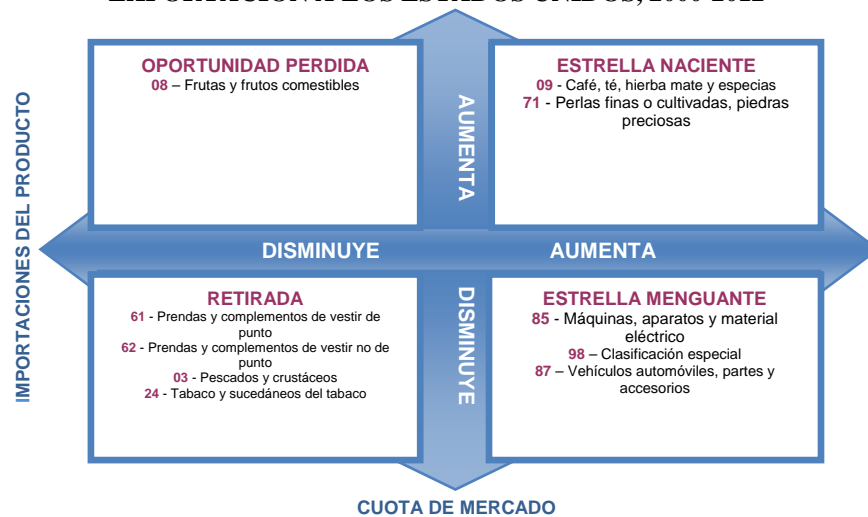 OPORTUNIDAD PERDIDA
08 – Frutas y frutos comestibles
ESTRELLA NACIENTE
09 - Café, té, hierba mate y especias
71 - Perlas finas o cultivadas, piedras
preciosas
IMPORTACIONES DEL PRODUCTO
AUMENTA
DISMINUYE
AUMENTA
DISMINUYE
RETIRADA
61 - Prendas y complementos de vestir de
punto
62 - Prendas y complementos de vestir no de
punto
03 - Pescados y crustáceos
24 - Tabaco y sucedáneos del tabaco
ESTRELLA MENGUANTE
85 - Máquinas, aparatos y material
eléctrico
98 – Clasificación especial
87 – Vehículos automóviles, partes y
accesorios
CUOTA DE MERCADO